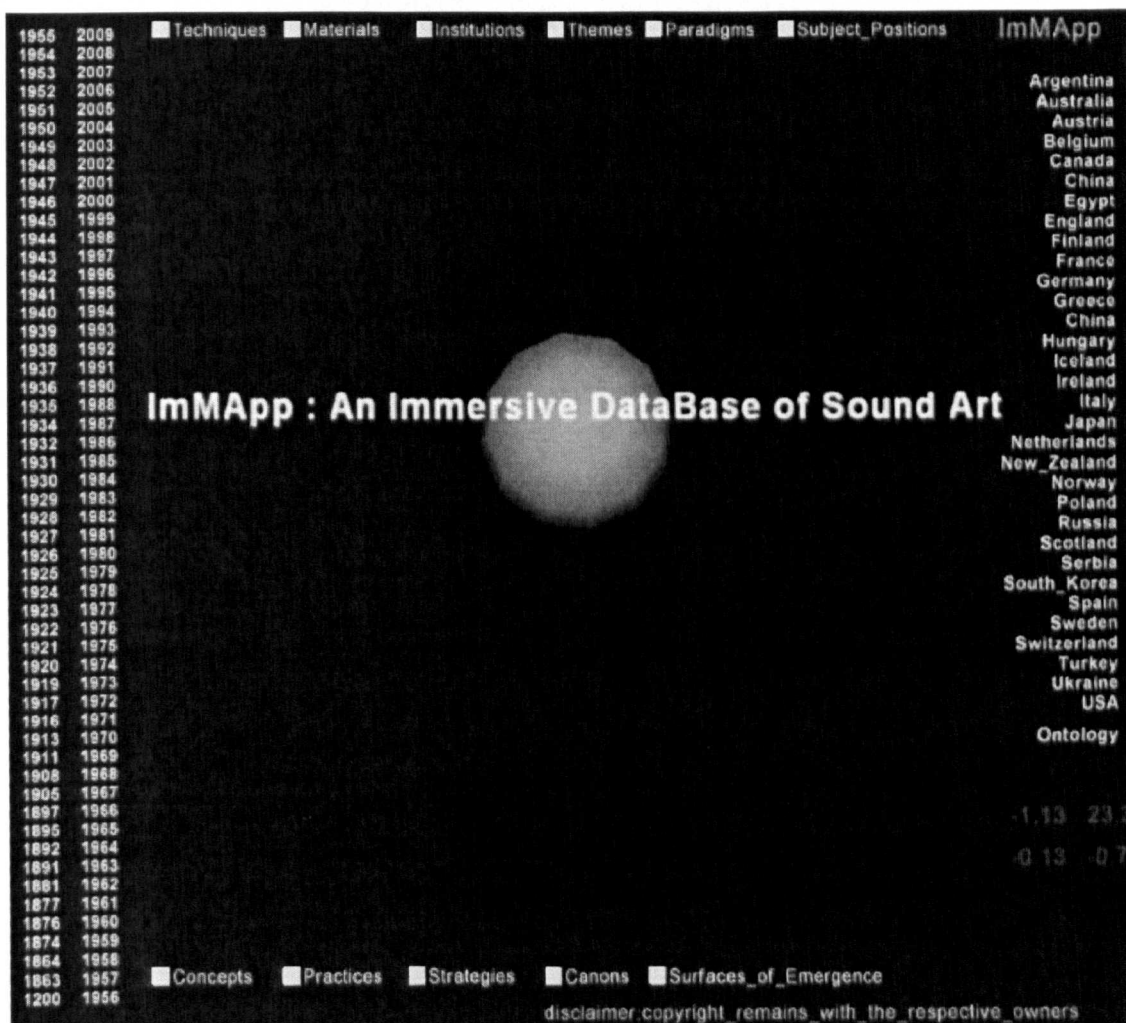 Techniques Materials Institutions Themes Paradigms Subject_Positions ImMApp
1955 2009
1954 2008
1953 2007
1952 2006
1951 2005
1950 2004
1949 2003
1948 2002
1947 2001
1946 2000
1945 1999
1944 1998
1943 1997
1942 1996
1941 1995
1940 1994
1939 1993
1938 1992
1937 1991
1936 1990
1935 1988
1934 1987
1932 1986
1931 1985
1930 1984
1929 1983
1928 1982
1927 1981
1926 1980
1925 1979
1924 1978
1923 1977
1922 1976
1921 1975
1920 1974
1919 1973
1917 1972
1916 1971
1913 1970
1911 1969
1908 1968
1905 1967
1897 1966
1895 1965
1892 1964
1891 1963
1881 1962
1877 1961
1876 1960
1874 1959
1864 1958
1863 1957
1200 1956
ImMApp : An Immersive DataBase of Sound Art
Argentina
Australia
Austria
Belgium
Canada
China
Egypt
England
Finland
France
Germany
Greece
China
Hungary
Iceland
Ireland
Italy
Japan
Netherlands
New_Zealand
Norway
Poland
Russia
Scotland
Serbia
South_Korea
Spain
Sweden
Switzerland
Turkey
Ukraine
USA
Ontology
-1.13
-0.13
Concepts Practices Strategies Canons Surfaces_of_Emergence
disclaimer:copyright_remains_with_the_respective_owners